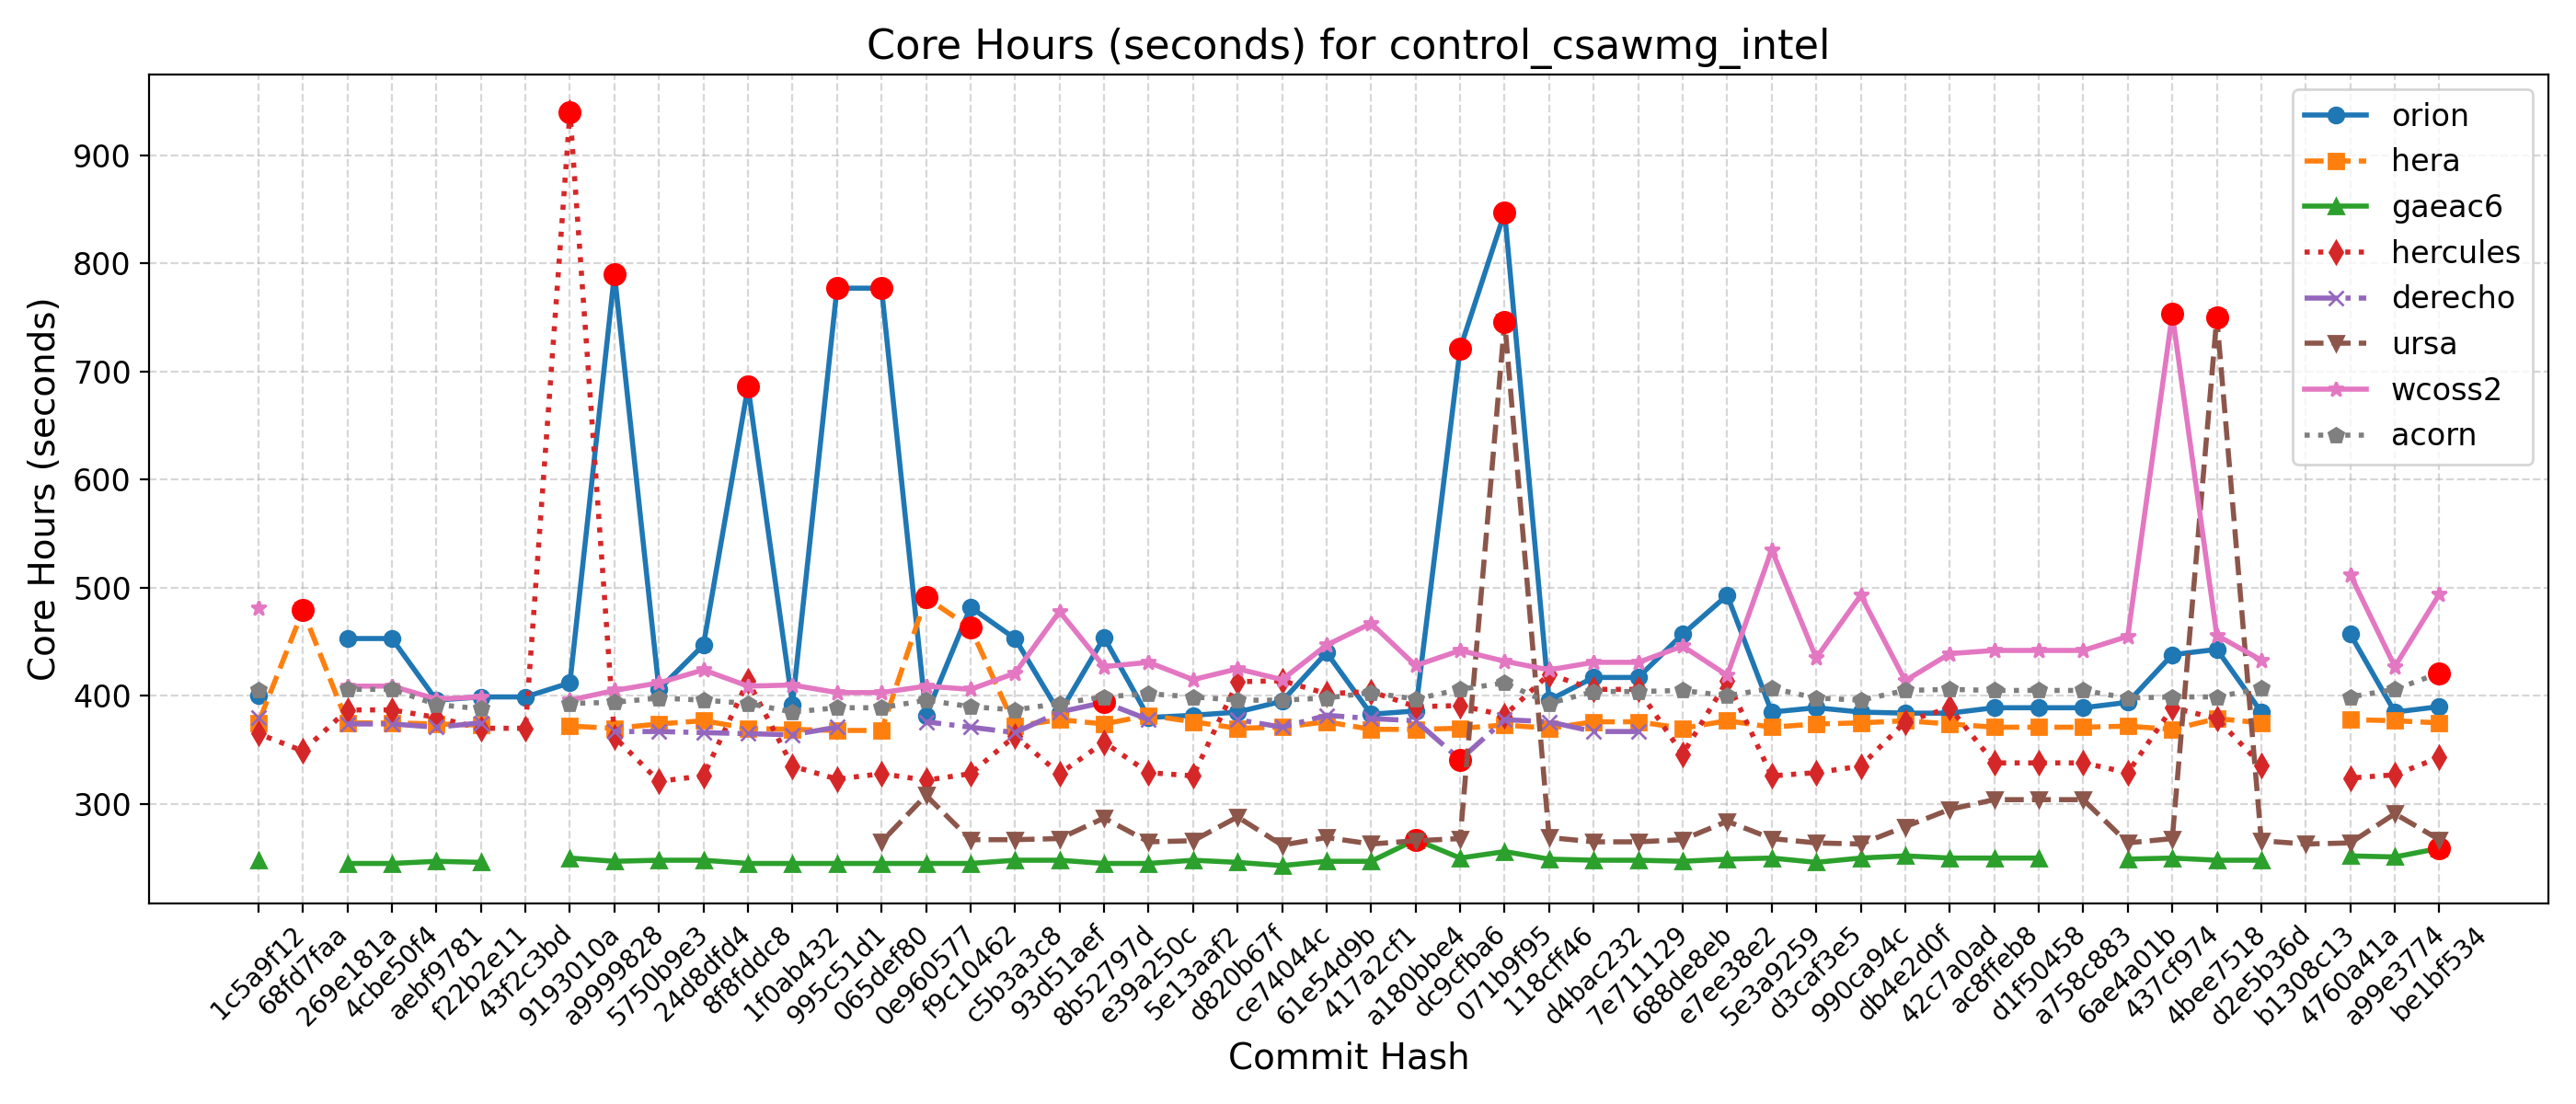 Core Hours (seconds) for control_csawmg_intel
Core Hours (seconds)
900
800
700
600
500
400
300
orion
hera
gaeac6
hercules
derecho
ursa
wcoss2
acorn
1c5a9f12
68fd7faa
269e181a
4cbe50f4
aebf9781
f22b2e11
43f2c3bd
9193010a
a9999828
5750b9e3
24d8dfd4
8f8fddc8
1f0ab432
995c51d1
065def80
0e960577
f9c10462
c5b3a3c8
93d51aef
8b52797d
e39a250c
5e13aaf2
d820b67f
ce74044c
61e54d9b
417a2cf1
a180bbe4
dc9cfba6
071b9f95
118cff46
d4bac232
7e711129
688de8eb
e7ee38e2
5e3a9259
d3caf3e5
990ca94c
db4e2d0f
42c7a0ad
ac8ffeb8
d1f50458
a758c883
6ae4a01b
437cf974
4bee7518
d2e5b36d
b1308c13
4760a41a
a99e3774
be1bf534
Commit Hash